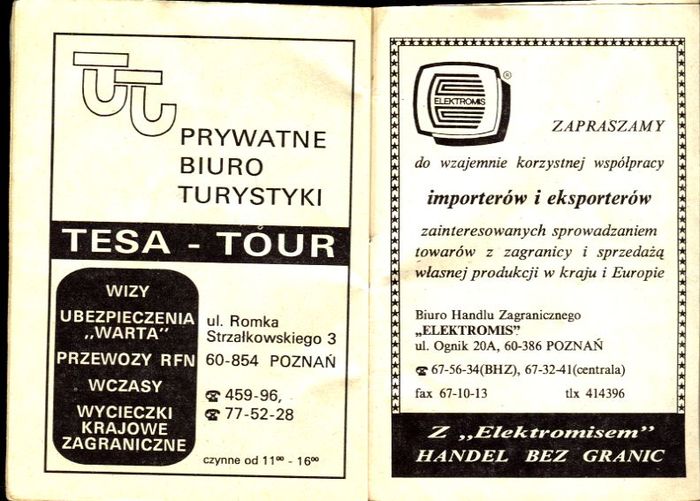 TT
PRYWATNE
BIURO
TURYSTYKI
TESA - TÓUR
WIZY
UBEZPIECZENIA
„WARTA”
PRZEWOZY RFN
WCZASY
WYCIECZKI
KRAJOWE
ZAGRANICZNE
ul. Romka
Strzałkowskiego 3
60-854 POZNAŃ
☎ 459-96,
☎ 77-52-28
czynne od 11⁰⁰ - 16⁰⁰
ELEKTROMIS
®
ZAPRASZAMY
do wzajemnie korzystnej współpracy
importerów i eksporterów
zainteresowanych sprowadzaniem
towarów z zagranicy i sprzedażą
własnej produkcji w kraju i Europie
Biuro Handlu Zagranicznego
„ELEKTROMIS”
ul. Ognik 20A, 60-386 POZNAŃ
☎ 67-56-34(BHZ), 67-32-41(centrala)
fax 67-10-13 tlx 414396
Z „Elektromisem”
HANDEL BEZ GRANIC